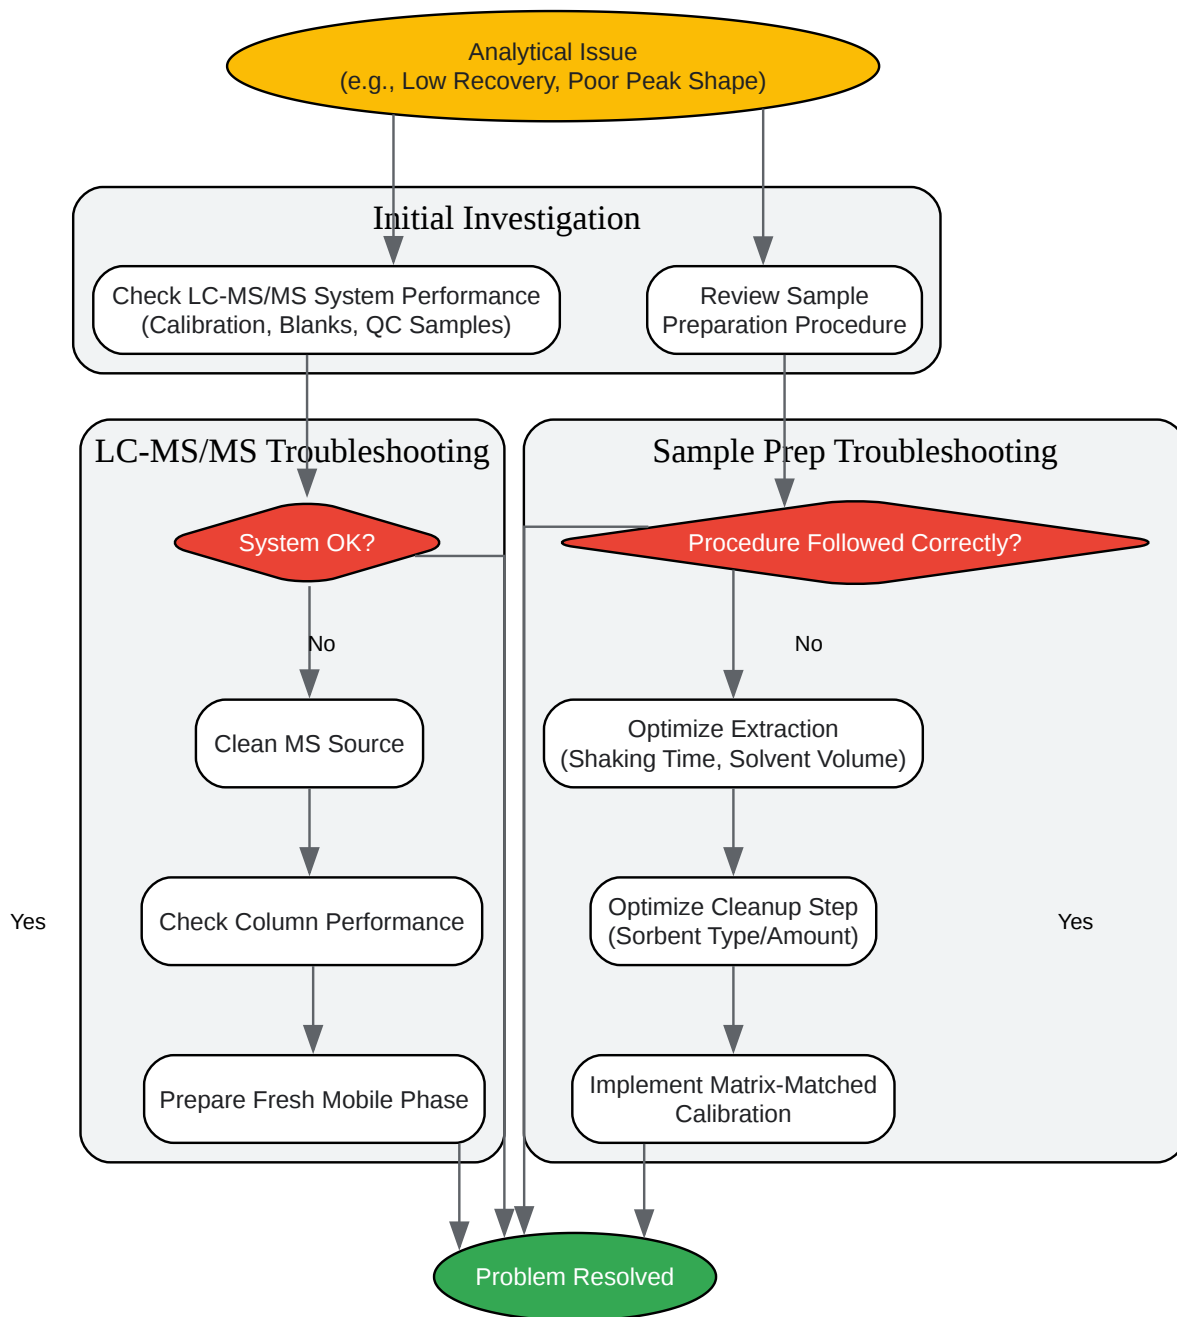 Analytical Issue
(e.g., Low Recovery, Poor Peak Shape)
Initial Investigation
Check LC-MS/MS System Performance
(Calibration, Blanks, QC Samples)
Review Sample
Preparation Procedure
LC-MS/MS Troubleshooting
Sample Prep Troubleshooting
System OK?
Procedure Followed Correctly?
No
No
Clean MS Source
Optimize Extraction
(Shaking Time, Solvent Volume)
Yes
Check Column Performance
Optimize Cleanup Step
(Sorbent Type/Amount)
Yes
Prepare Fresh Mobile Phase
Implement Matrix-Matched
Calibration
Problem Resolved